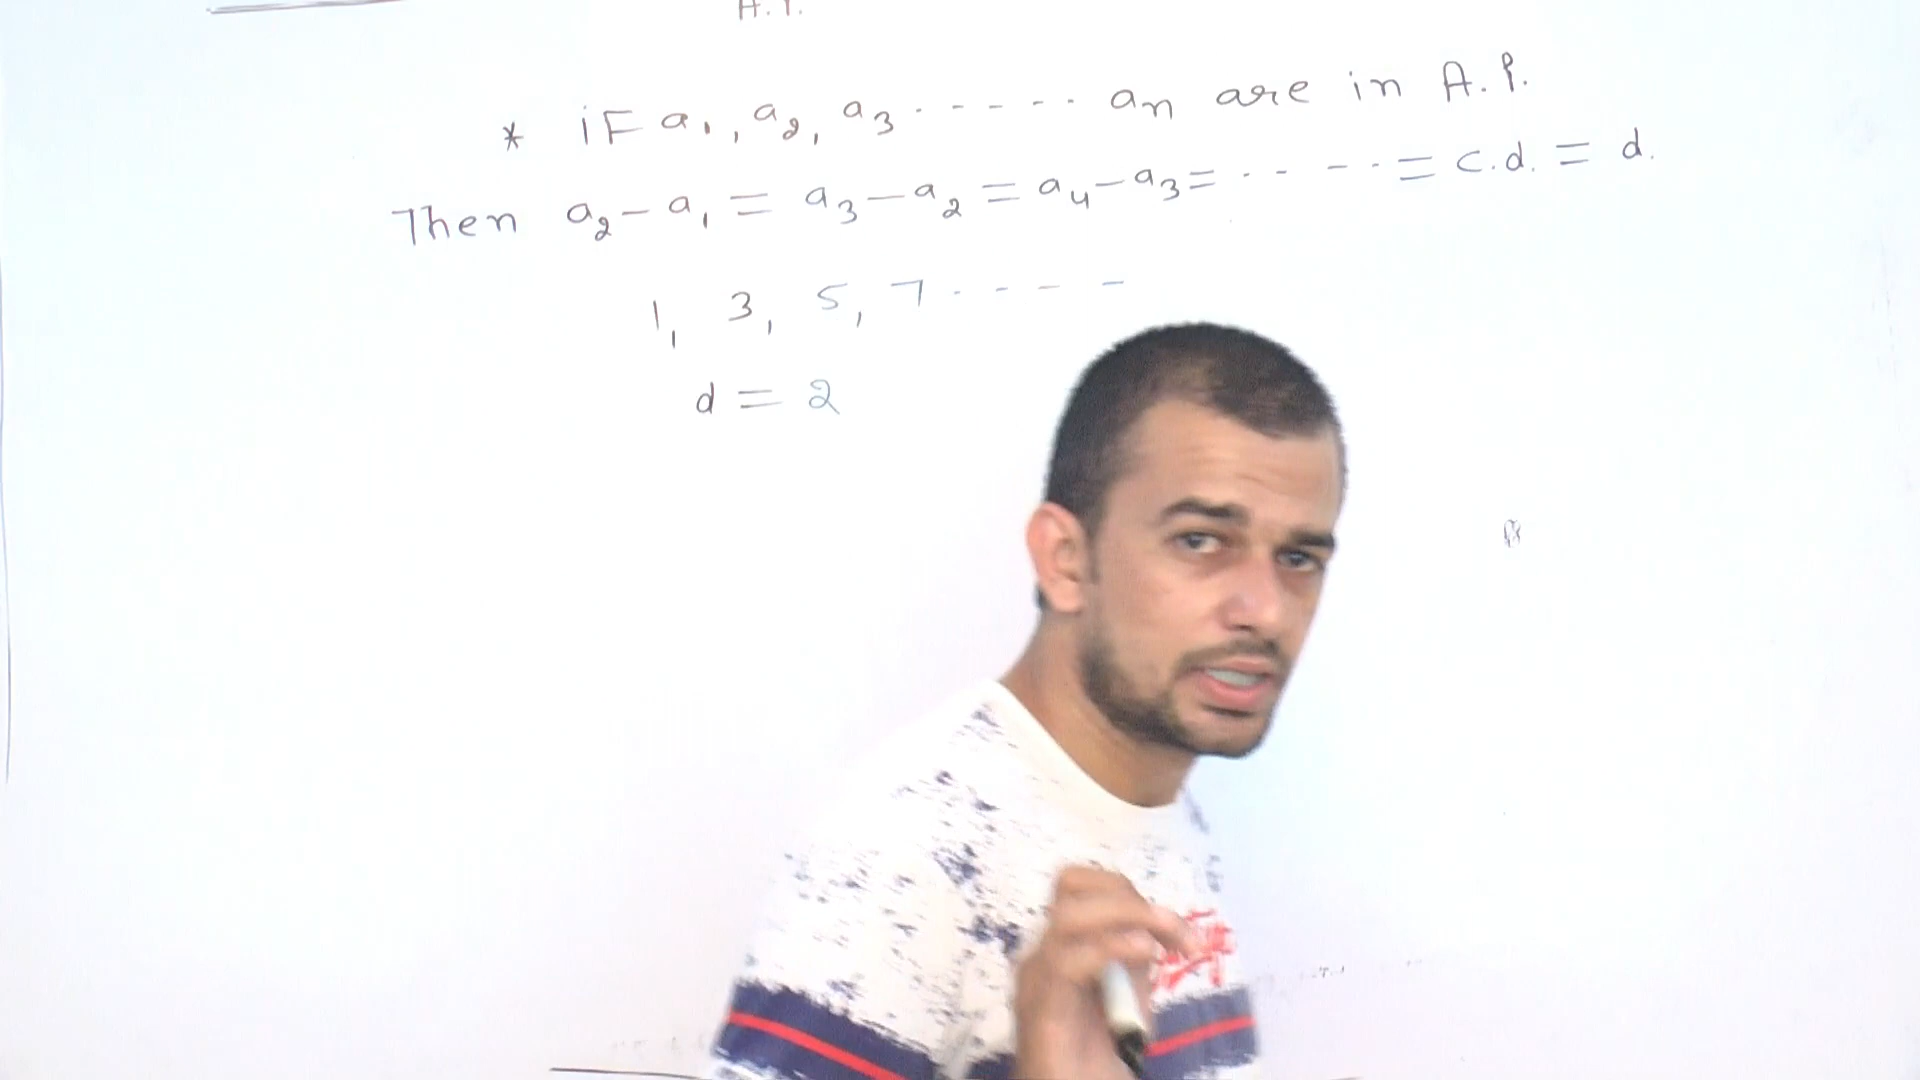 A.P.
* iF a₁, a₂, a₃ ······ aₙ are in A.P.
Then a₂ − a₁ = a₃ − a₂ = a₄ − a₃ = ······ = c.d. = d.
1, 3, 5, 7 · - - - -
d = 2